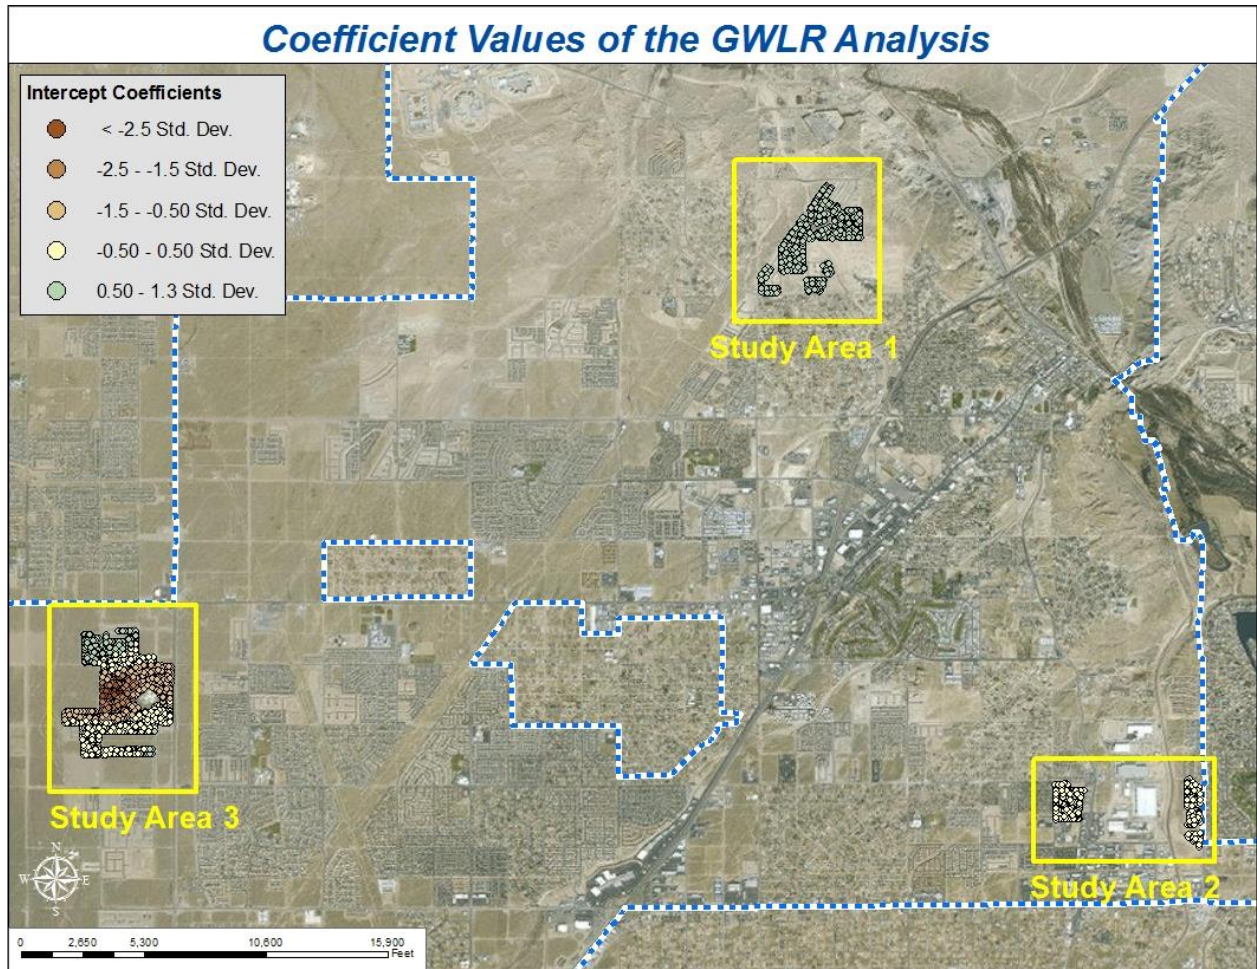 Coefficient Values of the GWLR Analysis
Intercept Coefficients
< -2.5 Std. Dev.
-2.5 - -1.5 Std. Dev.
-1.5 - -0.50 Std. Dev.
-0.50 - 0.50 Std. Dev.
0.50 - 1.3 Std. Dev.
Study Area 1
Study Area 3
Study Area 2
N
W E
S
0 2,650 5,300 10,600 15,900
Feet